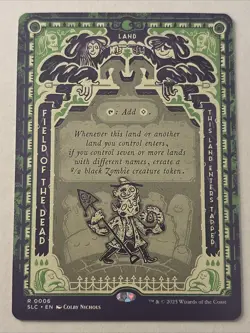 LAND
: Add
Whenever this land or another
land you control enters,
if you control seven or more lands
with different names, create a
2/2 black Zombie creature token.
FIELD OF THE DEAD
THIS LAND ENTERS TAPPED.
R 0006
SLC • EN COLBY NICHOLS
™ & © 2025 Wizards of the Coast